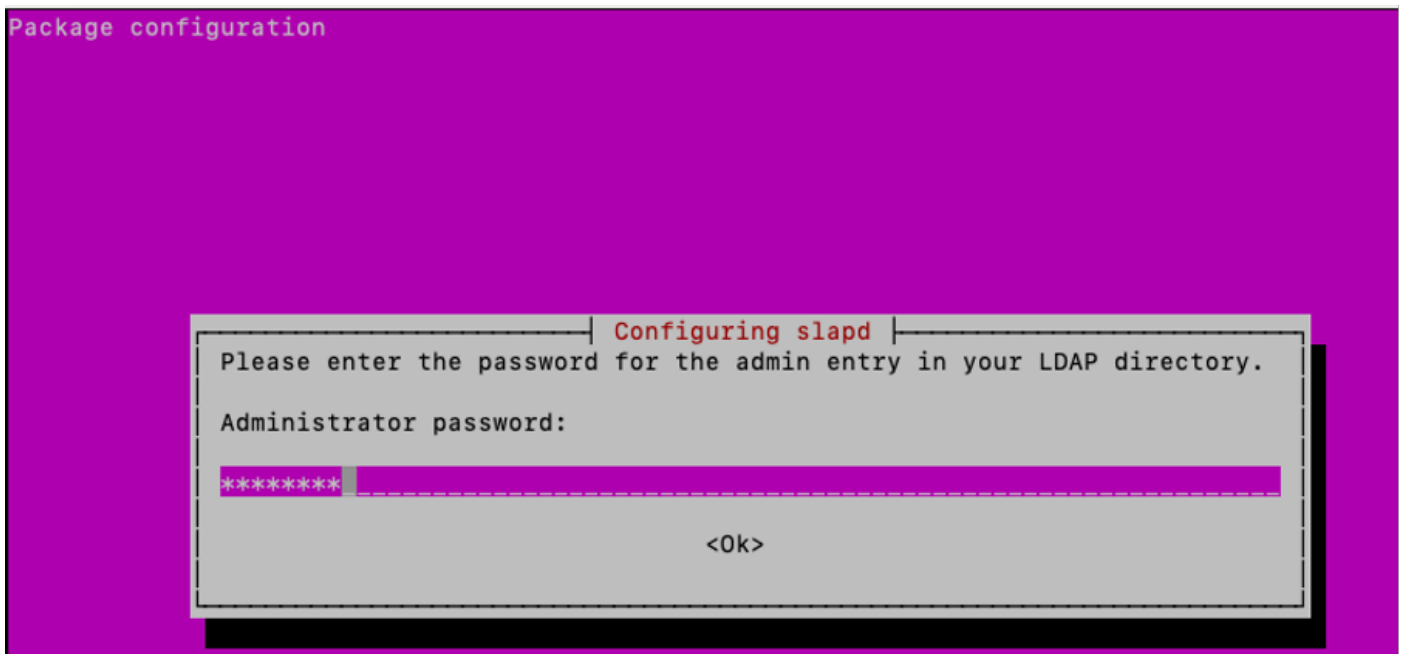 Package configuration
Configuring slapd
Please enter the password for the admin entry in your LDAP directory.
Administrator password:
********
<Ok>